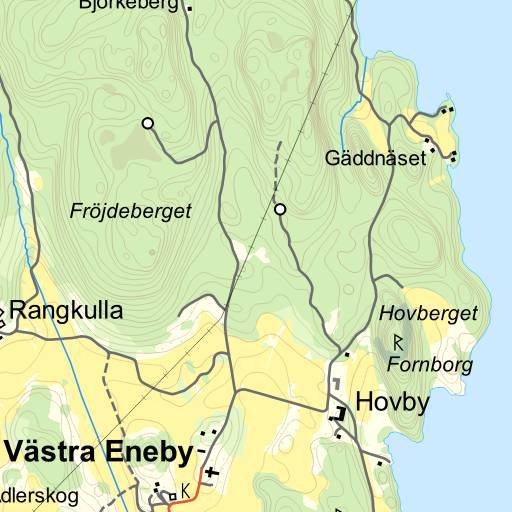 Björkeberg
Gäddnäset
Fröjdeberget
Rangkulla
Hovberget
Fornborg
Hovby
Västra Eneby
K
dlerskog